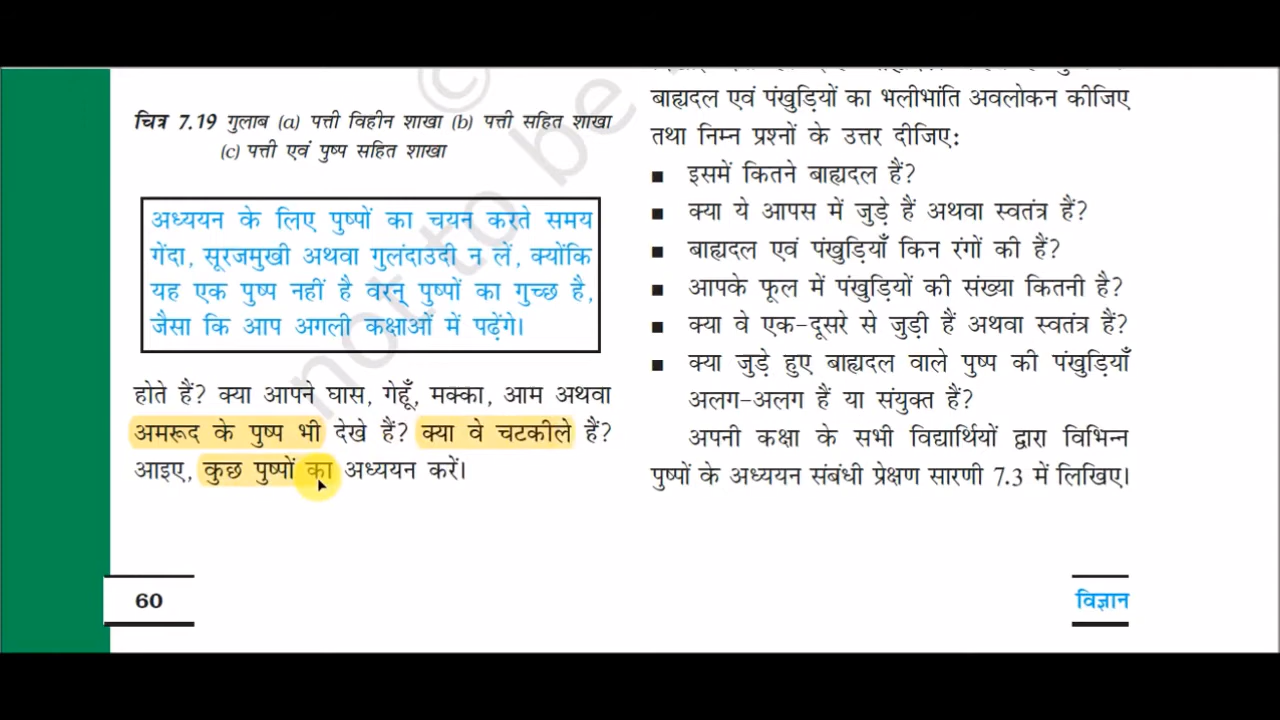 चित्र 7.19 गुलाब (a) पत्ती विहीन शाखा (b) पत्ती सहित शाखा
(c) पत्ती एवं पुष्प सहित शाखा
अध्ययन के लिए पुष्पों का चयन करते समय
गेंदा, सूरजमुखी अथवा गुलंदाउदी न लें, क्योंकि
यह एक पुष्प नहीं है वरन् पुष्पों का गुच्छ है,
जैसा कि आप अगली कक्षाओं में पढ़ेंगे।
होते हैं? क्या आपने घास, गेहूँ, मक्का, आम अथवा
अमरूद के पुष्प भी देखे हैं? क्या वे चटकीले हैं?
आइए, कुछ पुष्पों का अध्ययन करें।
बाह्यदल एवं पंखुड़ियों का भलीभांति अवलोकन कीजिए
तथा निम्न प्रश्नों के उत्तर दीजिए:
■ इसमें कितने बाह्यदल हैं?
■ क्या ये आपस में जुड़े हैं अथवा स्वतंत्र हैं?
■ बाह्यदल एवं पंखुड़ियाँ किन रंगों की हैं?
■ आपके फूल में पंखुड़ियों की संख्या कितनी है?
■ क्या वे एक-दूसरे से जुड़ी हैं अथवा स्वतंत्र हैं?
■ क्या जुड़े हुए बाह्यदल वाले पुष्प की पंखुड़ियाँ
अलग-अलग हैं या संयुक्त हैं?
अपनी कक्षा के सभी विद्यार्थियों द्वारा विभिन्न
पुष्पों के अध्ययन संबंधी प्रेक्षण सारणी 7.3 में लिखिए।
60
विज्ञान
© not to be